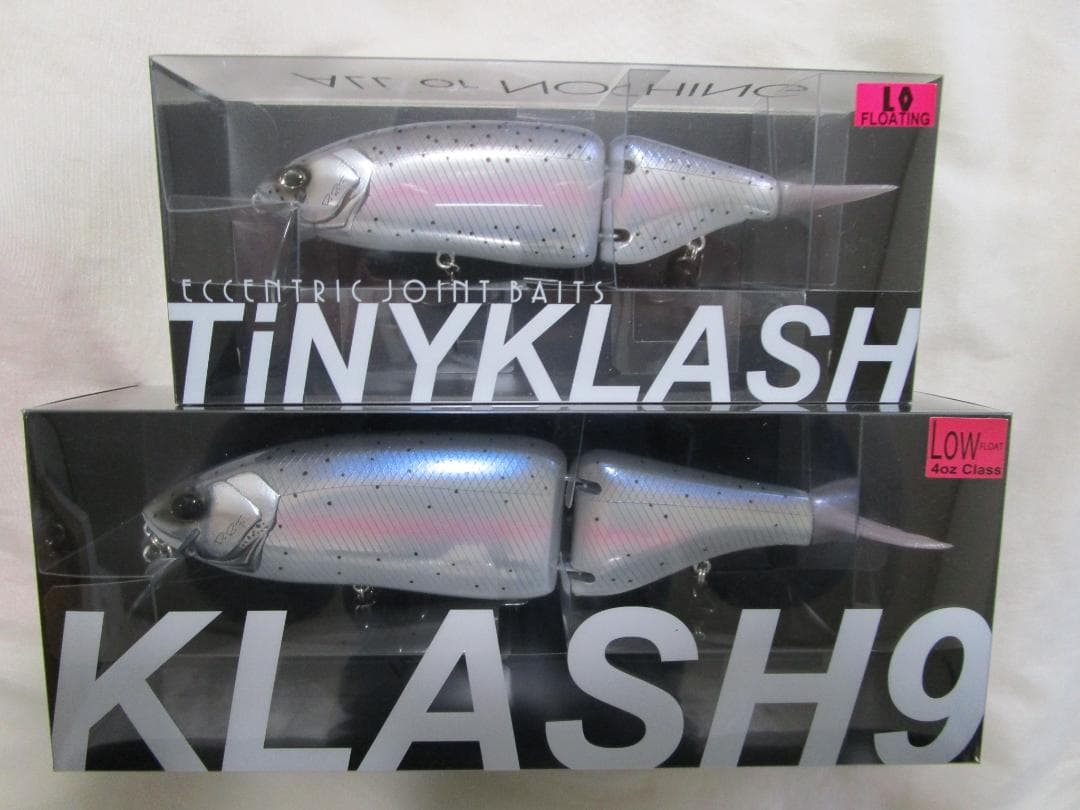 ALL OR NOTHING
LO
FLOATING
ECCENTRIC JOINT BAITS
TiNYKLASH
LOW FLOAT
4oz Class
KLASH9